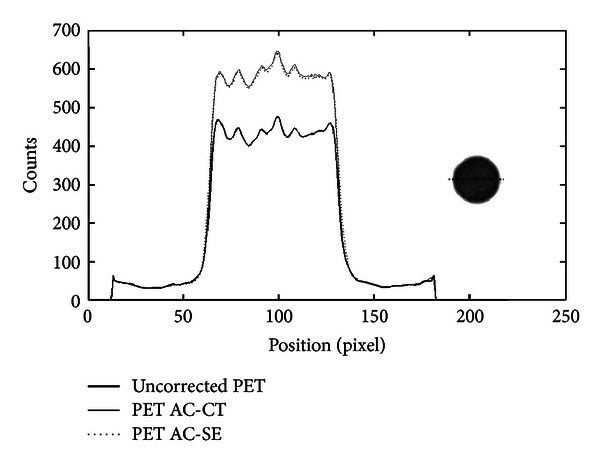 700
600
500
400
300
200
100
0
Counts
0 50 100 150 200 250
Position (pixel)
Uncorrected PET
PET AC-CT
PET AC-SE